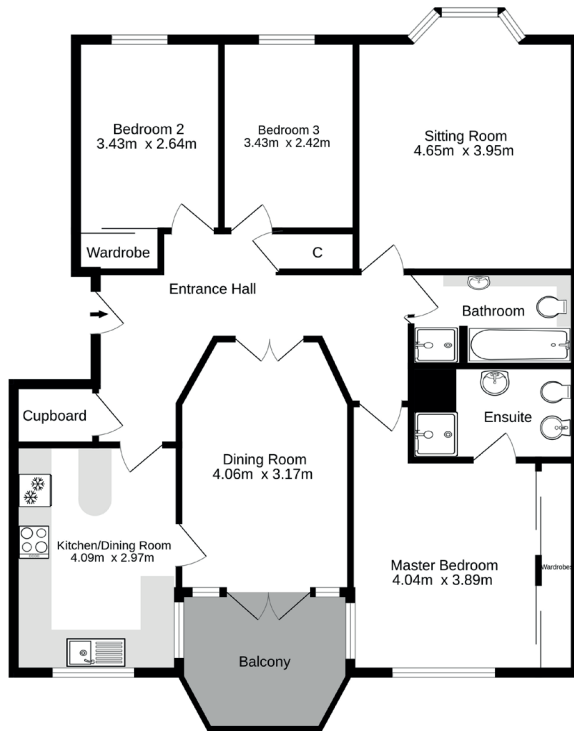 Bedroom 2
3.43m x 2.64m
Bedroom 3
3.43m x 2.42m
Sitting Room
4.65m x 3.95m
Wardrobe
C
Entrance Hall
Bathroom
Cupboard
Ensuite
Dining Room
4.06m x 3.17m
Kitchen/Dining Room
4.09m x 2.97m
Master Bedroom
4.04m x 3.89m
Wardrobes
Balcony